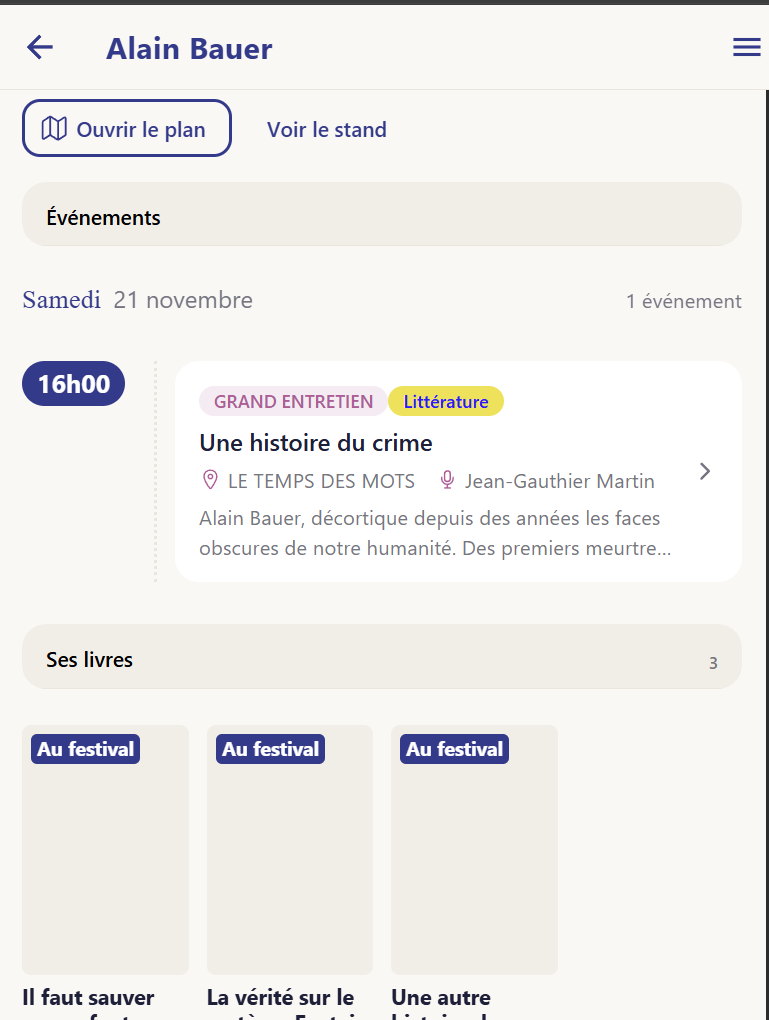 Alain Bauer
Ouvrir le plan
Voir le stand
Événements
Samedi 21 novembre
1 événement
16h00
GRAND ENTRETIEN
Littérature
Une histoire du crime
LE TEMPS DES MOTS
Jean-Gauthier Martin
Alain Bauer, décortique depuis des années les faces
obscures de notre humanité. Des premiers meurtre...
Ses livres
3
Au festival
Au festival
Au festival
Il faut sauver
La vérité sur le
Une autre